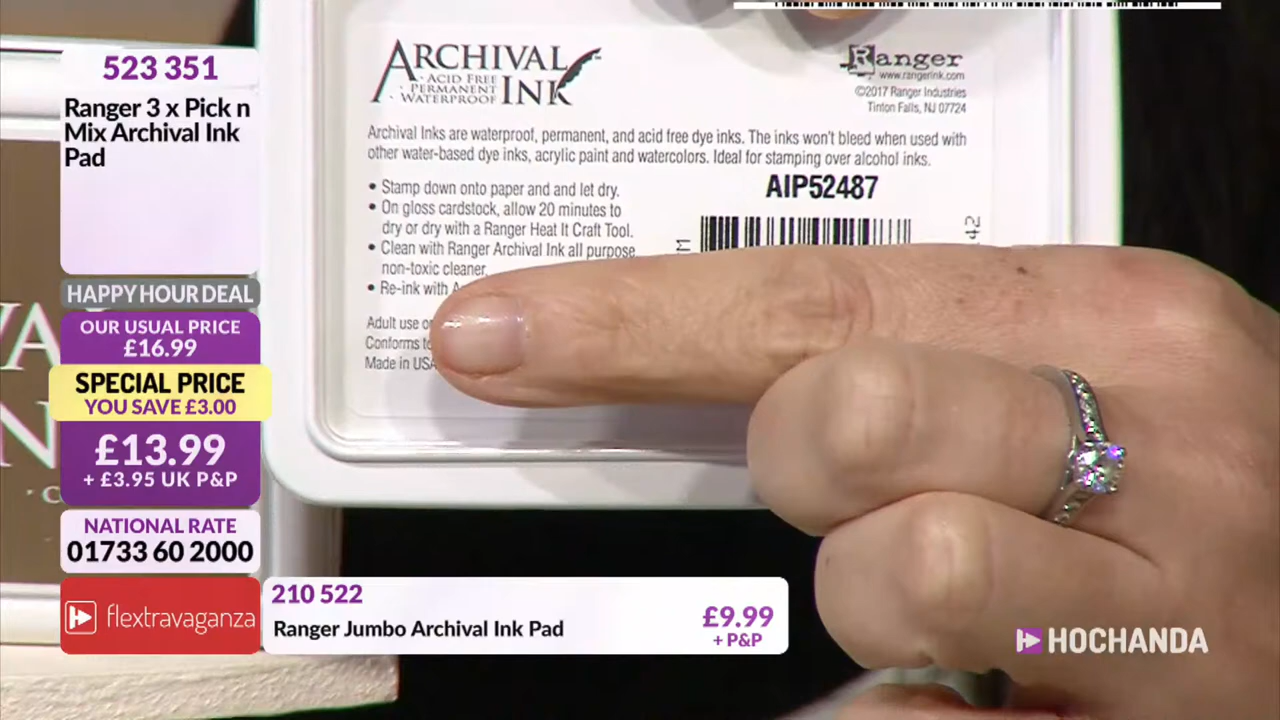 523 351
Ranger 3 x Pick n
Mix Archival Ink
Pad
HAPPY HOUR DEAL
OUR USUAL PRICE
£16.99
SPECIAL PRICE
YOU SAVE £3.00
£13.99
+ £3.95 UK P&P
NATIONAL RATE
01733 60 2000
flextravaganza
210 522
Ranger Jumbo Archival Ink Pad
£9.99
+ P&P
HOCHANDA
ARCHIVAL
· ACID FREE
PERMANENT
· WATERPROOF
INK™
Ranger
www.rangerink.com
©2017 Ranger Industries
Tinton Falls, NJ 07724
Archival Inks are waterproof, permanent, and acid free dye inks. The inks won't bleed when used with
other water-based dye inks, acrylic paint and watercolors. Ideal for stamping over alcohol inks.
• Stamp down onto paper and and let dry.
• On gloss cardstock, allow 20 minutes to
dry or dry with a Ranger Heat It Craft Tool.
• Clean with Ranger Archival Ink all purpose
non-toxic cleaner.
• Re-ink with
AIP52487
42
Adult use
Conforms
Made in USA